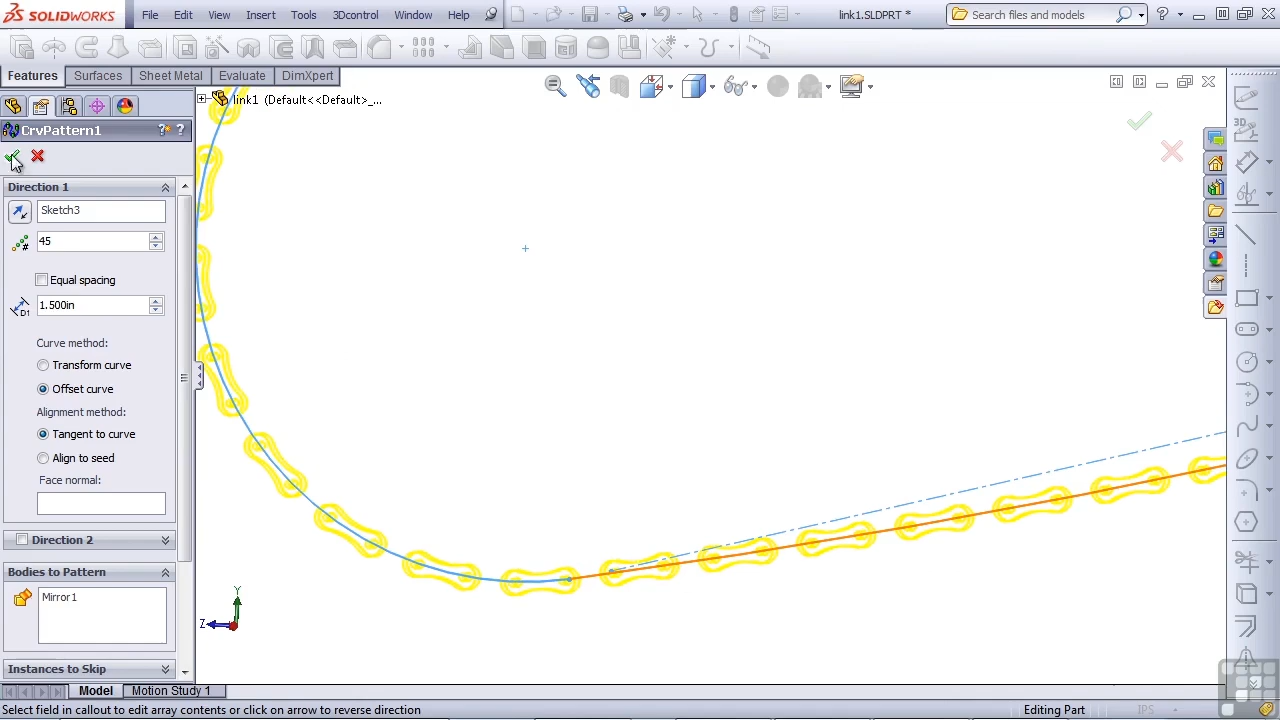 SOLIDWORKS File Edit View Insert Tools 3Dcontrol Window Help link1.SLDPRT * Search files and models ?
Features Surfaces Sheet Metal Evaluate DimXpert
link1 (Default<<Default>_...
CrvPattern1 ? ?
Direction 1
Sketch3
3D
# 45
Equal spacing
D1 1.500in
Curve method:
Transform curve
Offset curve
Alignment method:
Tangent to curve
Align to seed
Face normal:
Direction 2
Bodies to Pattern
Mirror1
Y
Z
Instances to Skip
Model Motion Study 1
Select field in callout to edit array contents or click on arrow to reverse direction Editing Part IPS